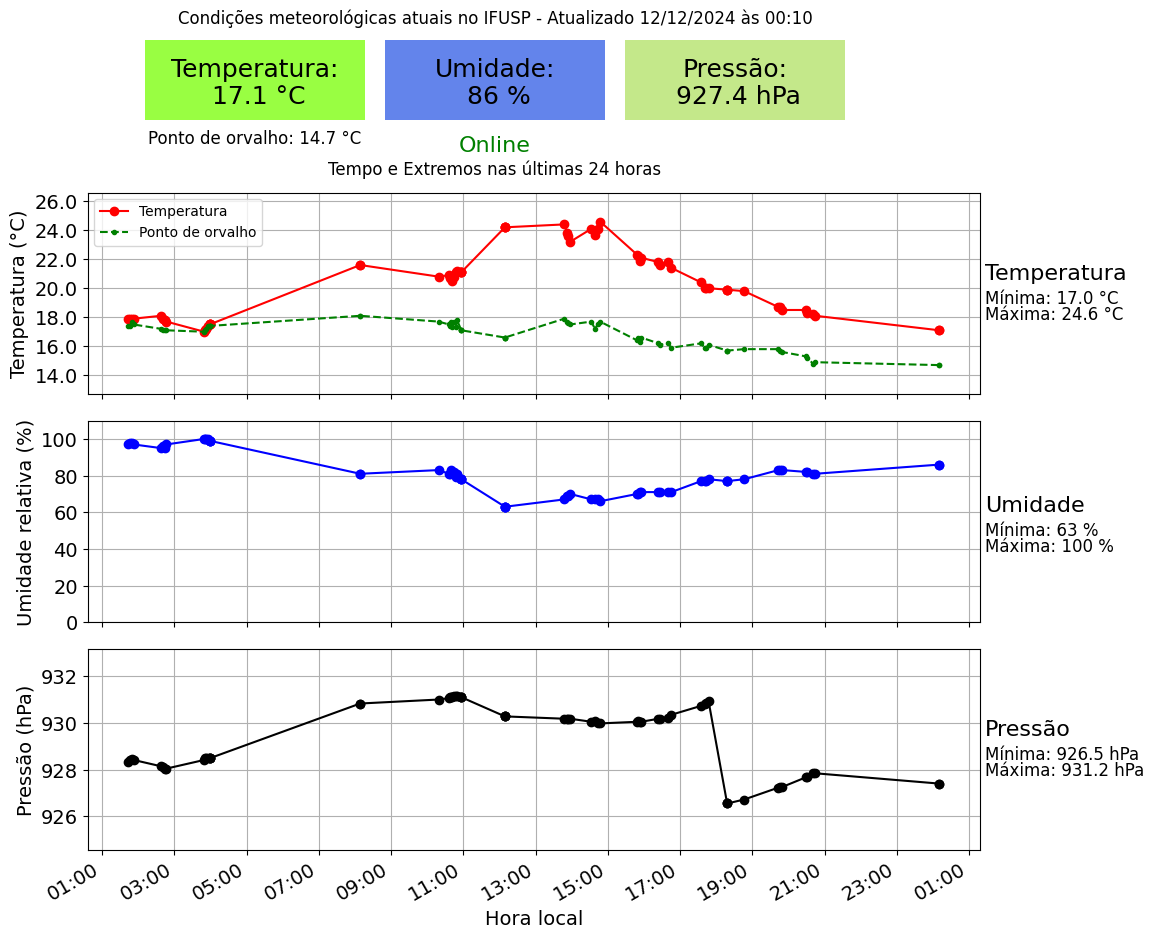 Condições meteorológicas atuais no IFUSP - Atualizado 12/12/2024 às 00:10
Temperatura:
17.1 °C
Umidade:
86 %
Pressão:
927.4 hPa
Ponto de orvalho: 14.7 °C
Online
Tempo e Extremos nas últimas 24 horas
Temperatura (°C)
26.0
24.0
22.0
20.0
18.0
16.0
14.0
Temperatura
Ponto de orvalho
Temperatura
Mínima: 17.0 °C
Máxima: 24.6 °C
Umidade relativa (%)
100
80
60
40
20
0
Umidade
Mínima: 63 %
Máxima: 100 %
Pressão (hPa)
932
930
928
926
Pressão
Mínima: 926.5 hPa
Máxima: 931.2 hPa
01:00 03:00 05:00 07:00 09:00 11:00 13:00 15:00 17:00 19:00 21:00 23:00 01:00
Hora local